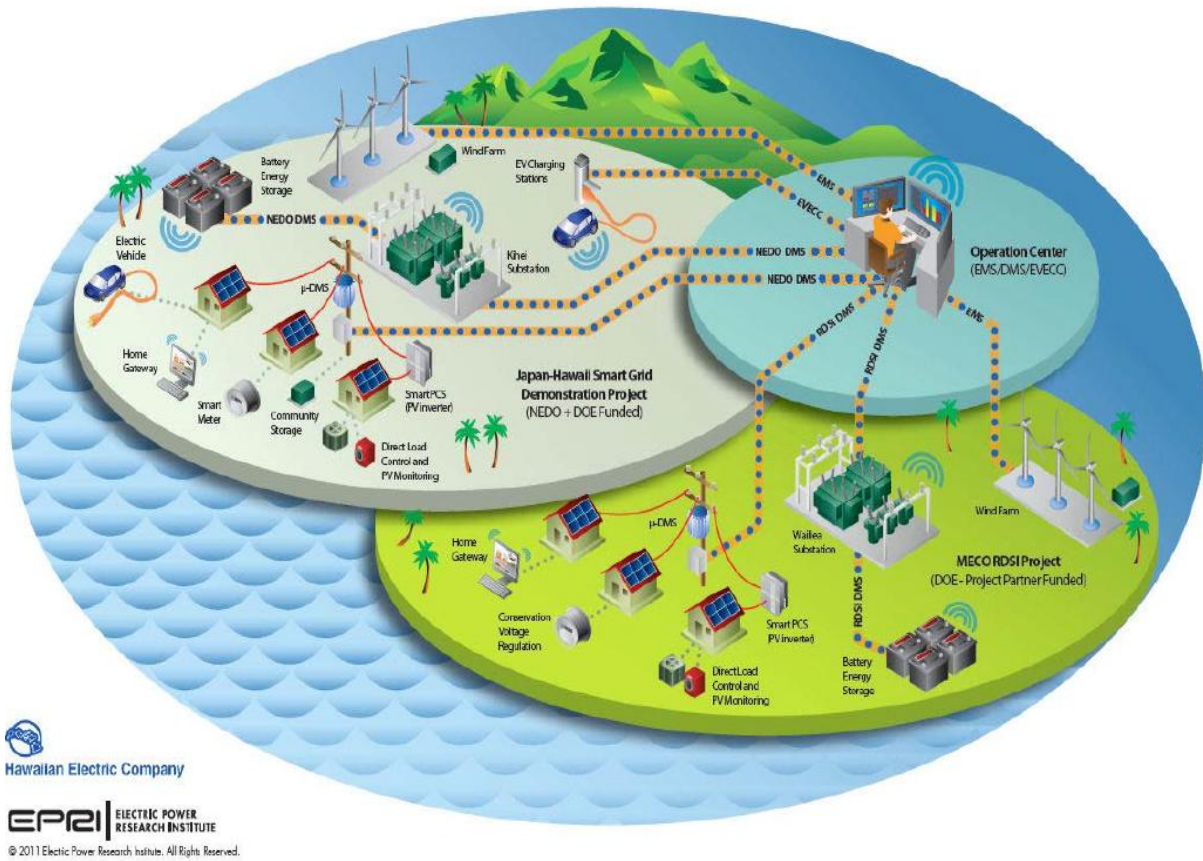 Battery
Energy
Storage
Wind Farm
EV Charging
Stations
EMS
EVECC
NEDO DMS
Electric
Vehicle
Kihei
Substation
μ-DMS
NEDO DMS
NEDO DMS
Operation Center
(EMS/DMS/EVECC)
Home
Gateway
Smart
Meter
Community
Storage
Smart PCS
(PV inverter)
Direct Load
Control and
PV Monitoring
Japan-Hawaii Smart Grid
Demonstration Project
(NEDO + DOE Funded)
RDSI DMS
RDSI DMS
EMS
Home
Gateway
μ-DMS
Wailea
Substation
Wind Farm
MECO RDSI Project
(DOE - Project Partner Funded)
Conservation
Voltage
Regulation
Smart PCS
(PV inverter)
Direct Load
Control and
PV Monitoring
RDSI DMS
Battery
Energy
Storage
Hawaiian Electric Company
EPRI
ELECTRIC POWER
RESEARCH INSTITUTE
© 2011 Electric Power Research Institute. All Rights Reserved.